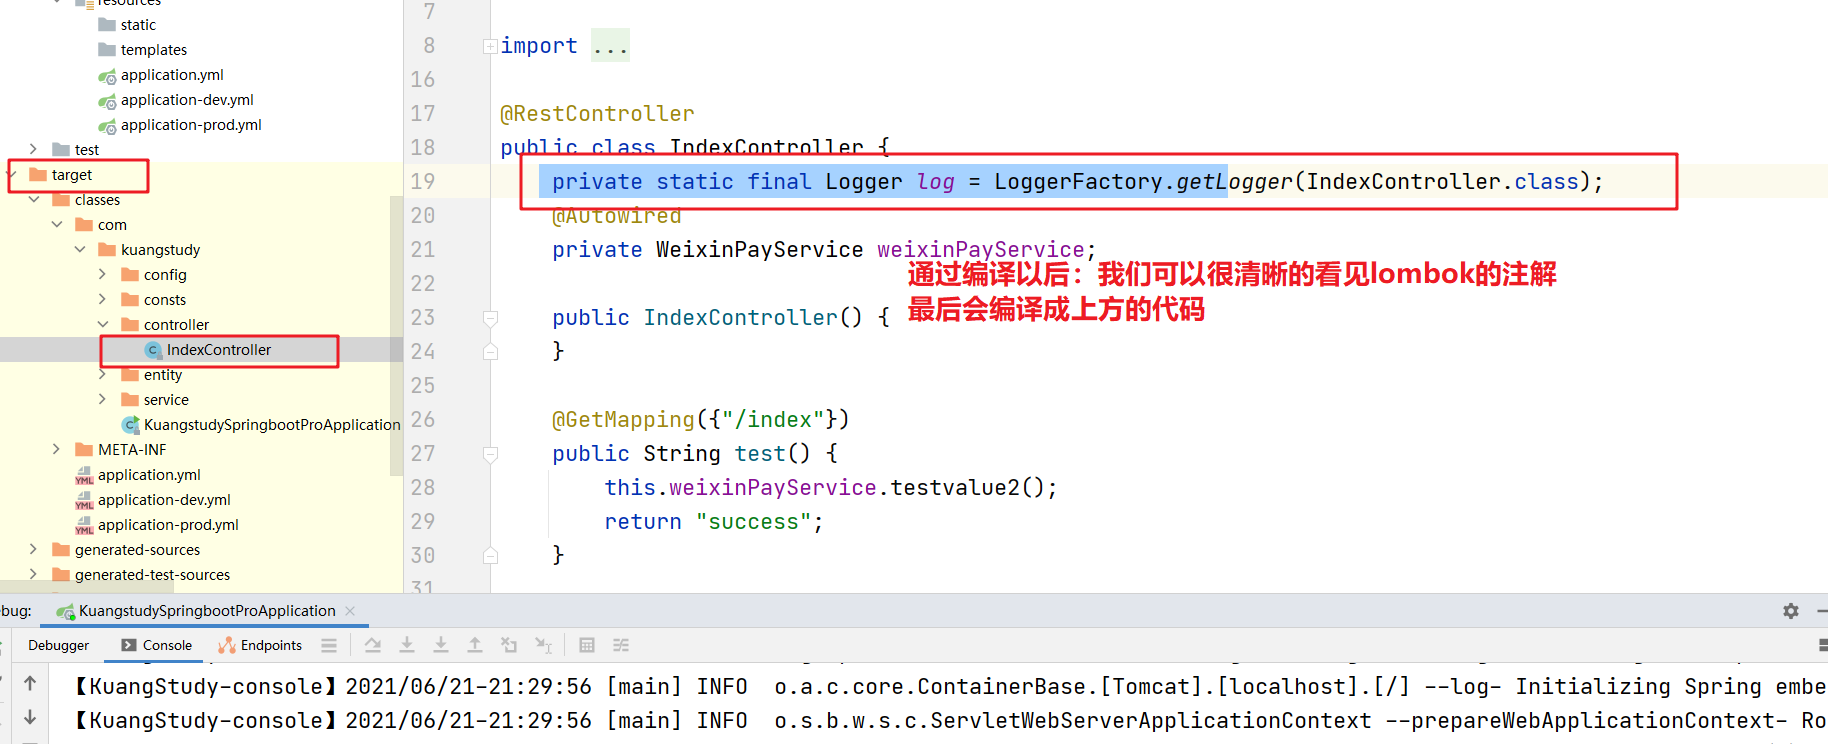 resources
static
templates
application.yml
application-dev.yml
application-prod.yml
test
target
classes
com
kuangstudy
config
consts
controller
IndexController
entity
service
KuangstudySpringbootProApplication
META-INF
application.yml
application-dev.yml
application-prod.yml
generated-sources
generated-test-sources
7
8 import ...
16
17 @RestController
18 public class IndexController {
19 private static final Logger log = LoggerFactory.getLogger(IndexController.class);
20 @Autowired
21 private WeixinPayService weixinPayService;
通过编译以后：我们可以很清晰的看见lombok的注解
22
最后会编译成上方的代码
23 public IndexController() {
24 }
25
26 @GetMapping({"/index"})
27 public String test() {
28 this.weixinPayService.testvalue2();
29 return "success";
30 }
31
bug: KuangstudySpringbootProApplication
Debugger Console Endpoints
【KuangStudy-console】2021/06/21-21:29:56 [main] INFO o.a.c.core.ContainerBase.[Tomcat].[localhost].[/] --log- Initializing Spring embe
【KuangStudy-console】2021/06/21-21:29:56 [main] INFO o.s.b.w.s.c.ServletWebServerApplicationContext --prepareWebApplicationContext- Ro